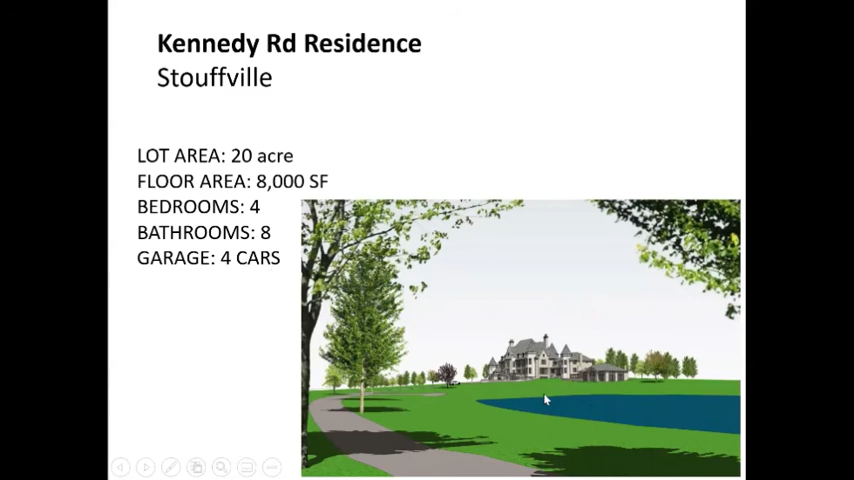 Kennedy Rd Residence
Stouffville
LOT AREA: 20 acre
FLOOR AREA: 8,000 SF
BEDROOMS: 4
BATHROOMS: 8
GARAGE: 4 CARS